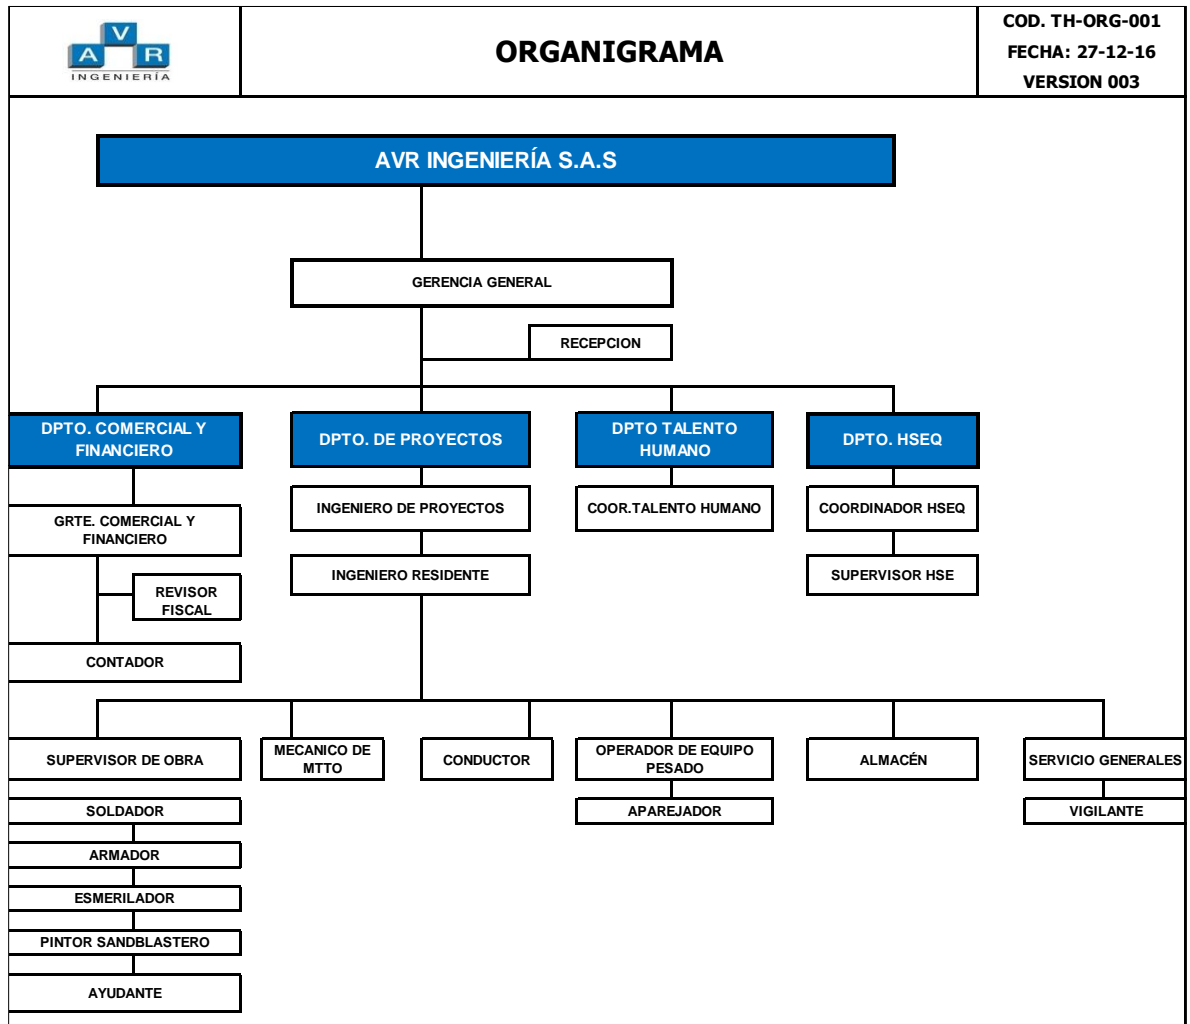 A V R
INGENIERÍA
ORGANIGRAMA
COD. TH-ORG-001
FECHA: 27-12-16
VERSION 003
AVR INGENIERÍA S.A.S
GERENCIA GENERAL
RECEPCION
DPTO. COMERCIAL Y
FINANCIERO
DPTO. DE PROYECTOS
DPTO TALENTO
HUMANO
DPTO. HSEQ
GRTE. COMERCIAL Y
FINANCIERO
INGENIERO DE PROYECTOS
COOR.TALENTO HUMANO
COORDINADOR HSEQ
INGENIERO RESIDENTE
SUPERVISOR HSE
REVISOR
FISCAL
CONTADOR
SUPERVISOR DE OBRA
MECANICO DE
MTTO
CONDUCTOR
OPERADOR DE EQUIPO
PESADO
ALMACÉN
SERVICIO GENERALES
SOLDADOR
APAREJADOR
VIGILANTE
ARMADOR
ESMERILADOR
PINTOR SANDBLASTERO
AYUDANTE